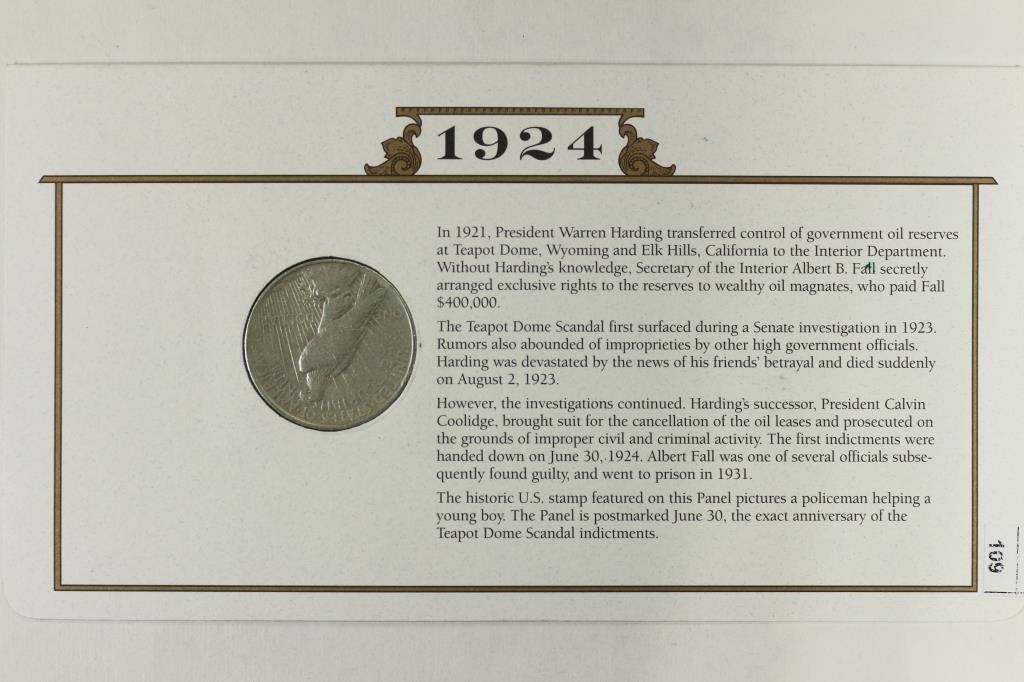 1924
In 1921, President Warren Harding transferred control of government oil reserves
at Teapot Dome, Wyoming and Elk Hills, California to the Interior Department.
Without Harding's knowledge, Secretary of the Interior Albert B. Fall secretly
arranged exclusive rights to the reserves to wealthy oil magnates, who paid Fall
$400,000.
The Teapot Dome Scandal first surfaced during a Senate investigation in 1923.
Rumors also abounded of improprieties by other high government officials.
Harding was devastated by the news of his friends' betrayal and died suddenly
on August 2, 1923.
However, the investigations continued. Harding's successor, President Calvin
Coolidge, brought suit for the cancellation of the oil leases and prosecuted on
the grounds of improper civil and criminal activity. The first indictments were
handed down on June 30, 1924. Albert Fall was one of several officials subse-
quently found guilty, and went to prison in 1931.
The historic U.S. stamp featured on this Panel pictures a policeman helping a
young boy. The Panel is postmarked June 30, the exact anniversary of the
Teapot Dome Scandal indictments.
109